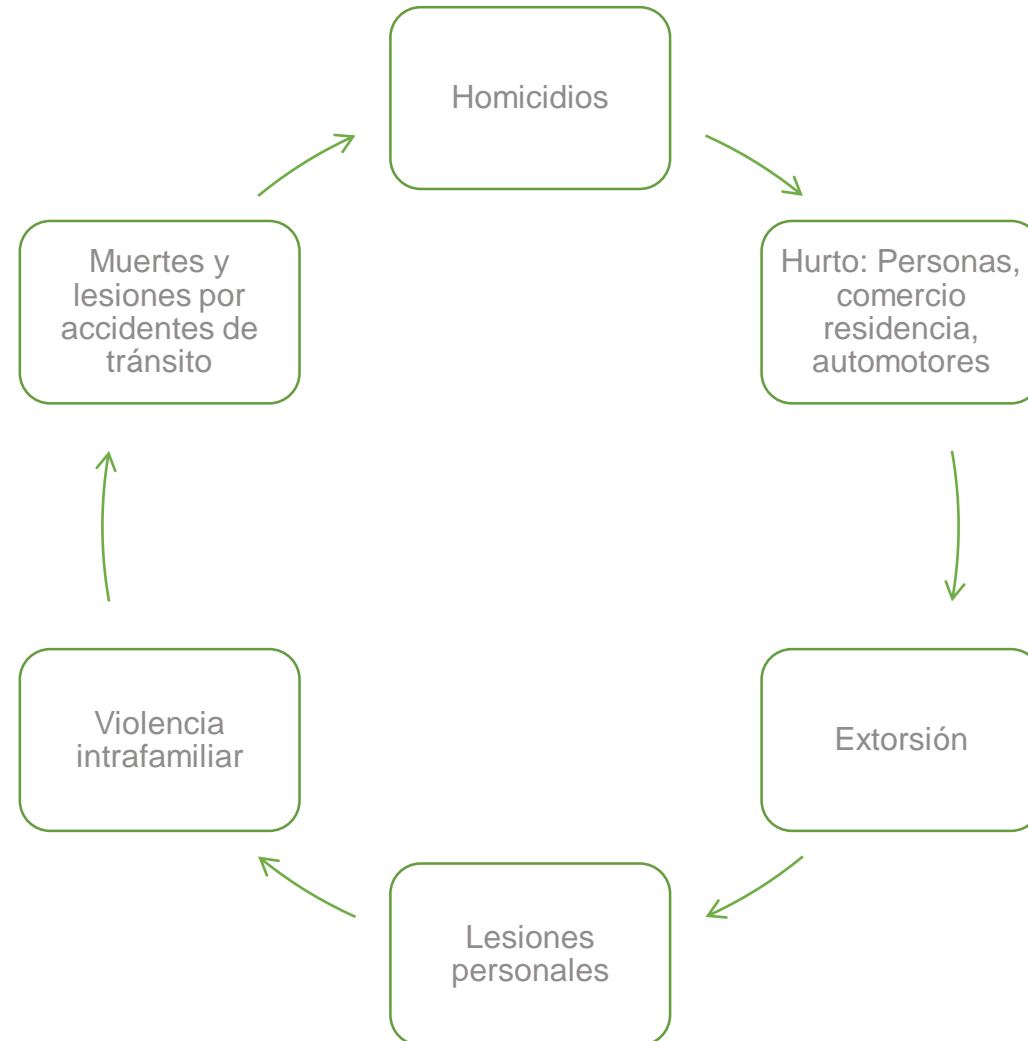 Homicidios
Hurto: Personas,
comercio
residencia,
automotores
Extorsión
Lesiones
personales
Violencia
intrafamiliar
Muertes y
lesiones por
accidentes de
tránsito